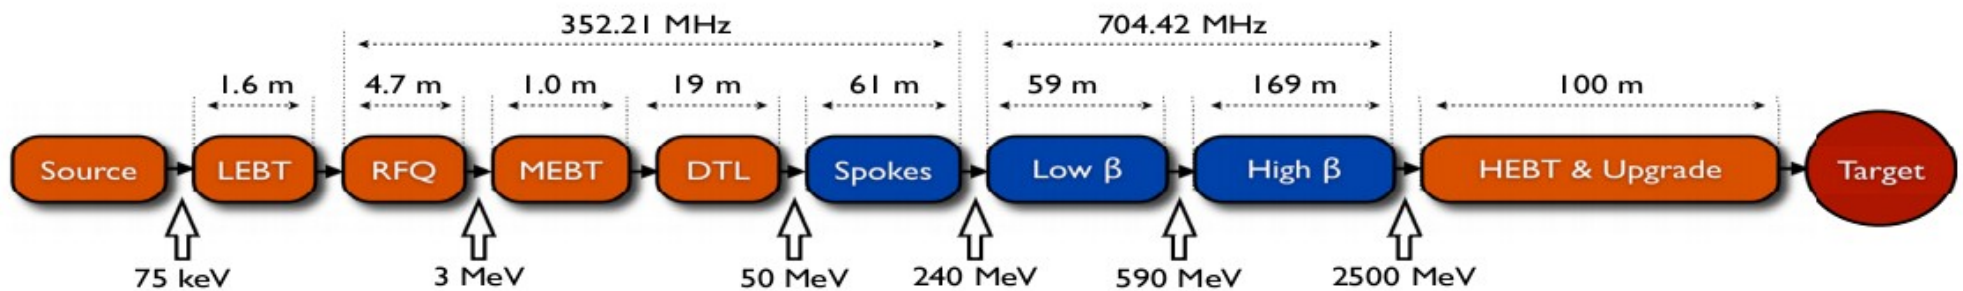 352.21 MHz 704.42 MHz
1.6 m 4.7 m 1.0 m 19 m 61 m 59 m 169 m 100 m
Source LEBT RFQ MEBT DTL Spokes Low β High β HEBT & Upgrade Target
75 keV 3 MeV 50 MeV 240 MeV 590 MeV 2500 MeV